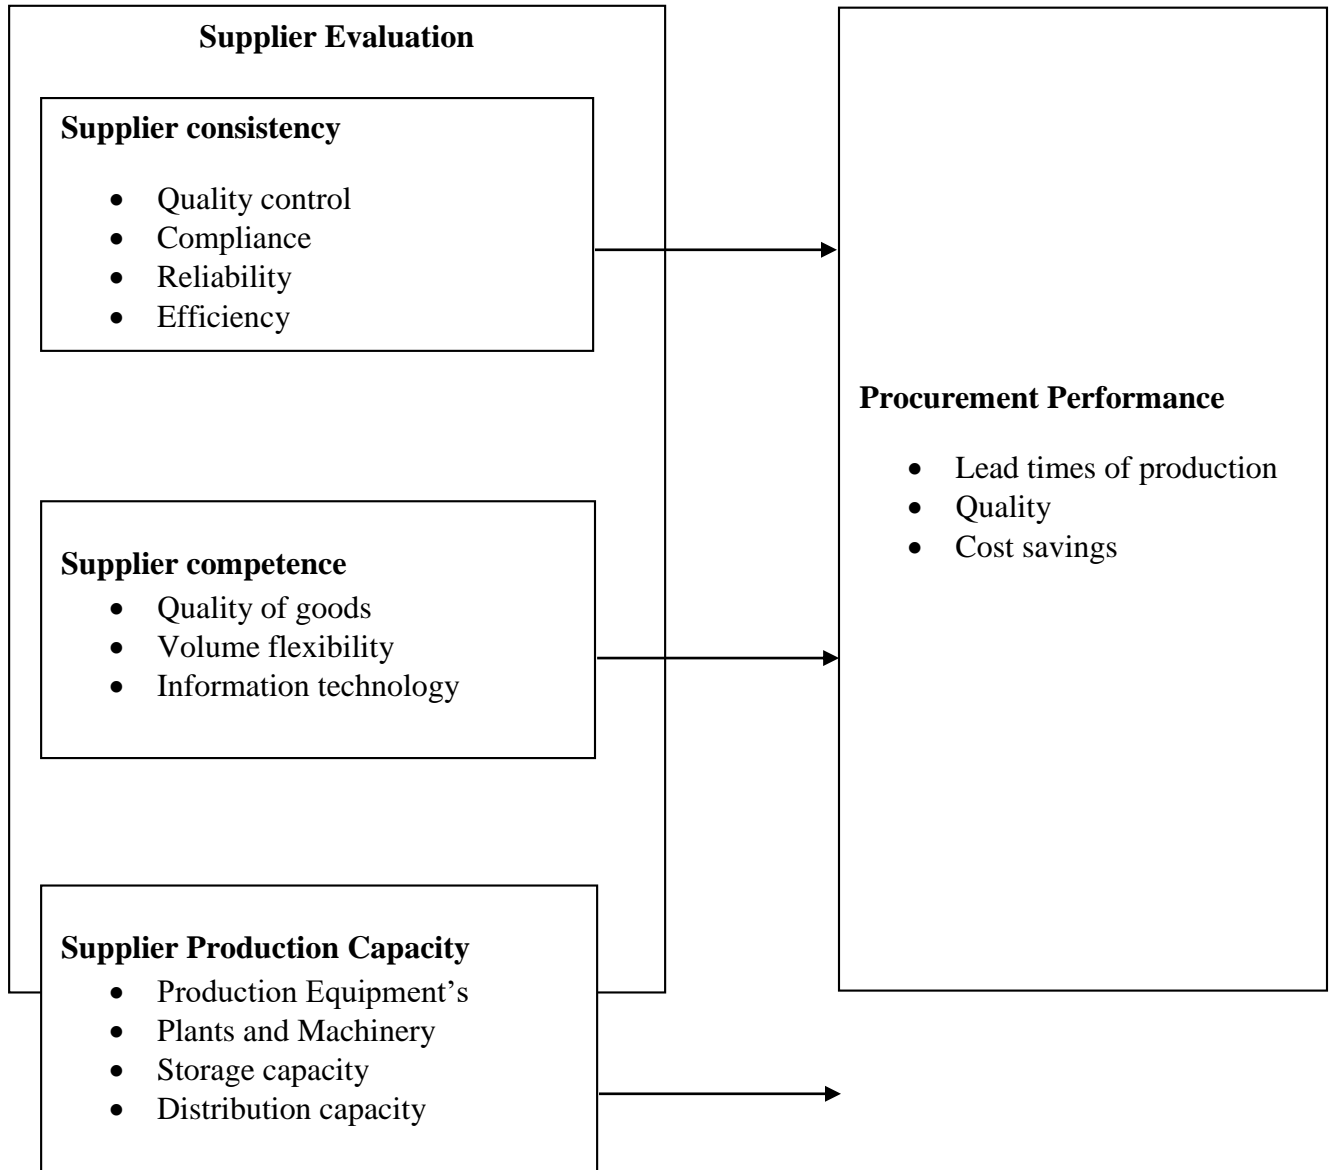 Supplier Evaluation
Supplier consistency
• Quality control
• Compliance
• Reliability
• Efficiency
Supplier competence
• Quality of goods
• Volume flexibility
• Information technology
Supplier Production Capacity
• Production Equipment’s
• Plants and Machinery
• Storage capacity
• Distribution capacity
Procurement Performance
• Lead times of production
• Quality
• Cost savings